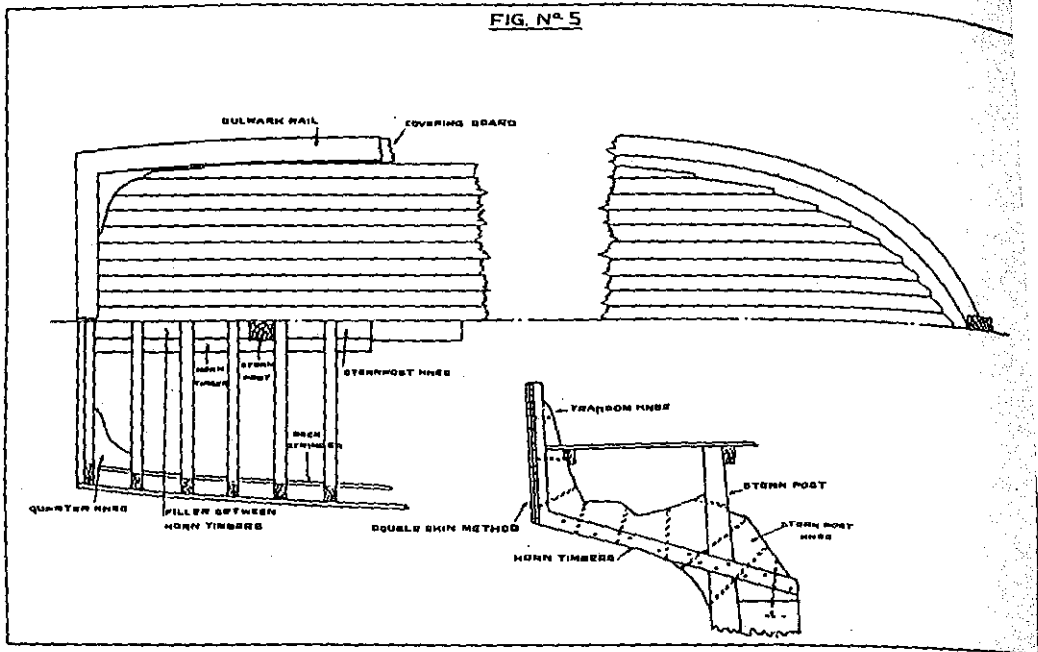 FIG. Nº 5
BULWARK RAIL
COVERING BOARD
HORN
TIMBER
STERN
POST
STERNPOST KNEE
DECK
STRINGER
QUARTER KNEE
FILLER BETWEEN
HORN TIMBERS
TRANSOM KNEE
STERN POST
STERN POST
KNEE
DOUBLE SKIN METHOD
HORN TIMBERS